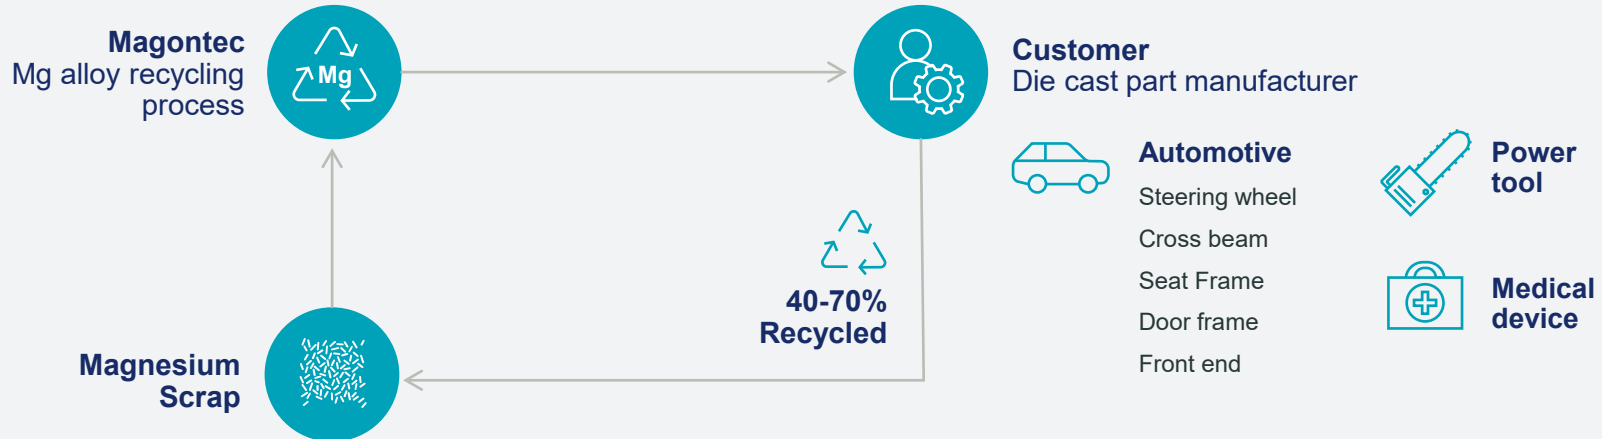 Magontec
Mg alloy recycling
process
Mg
Customer
Die cast part manufacturer
Automotive
Steering wheel
Cross beam
Seat Frame
Door frame
Front end
Power
tool
Medical
device
40-70%
Recycled
Magnesium
Scrap